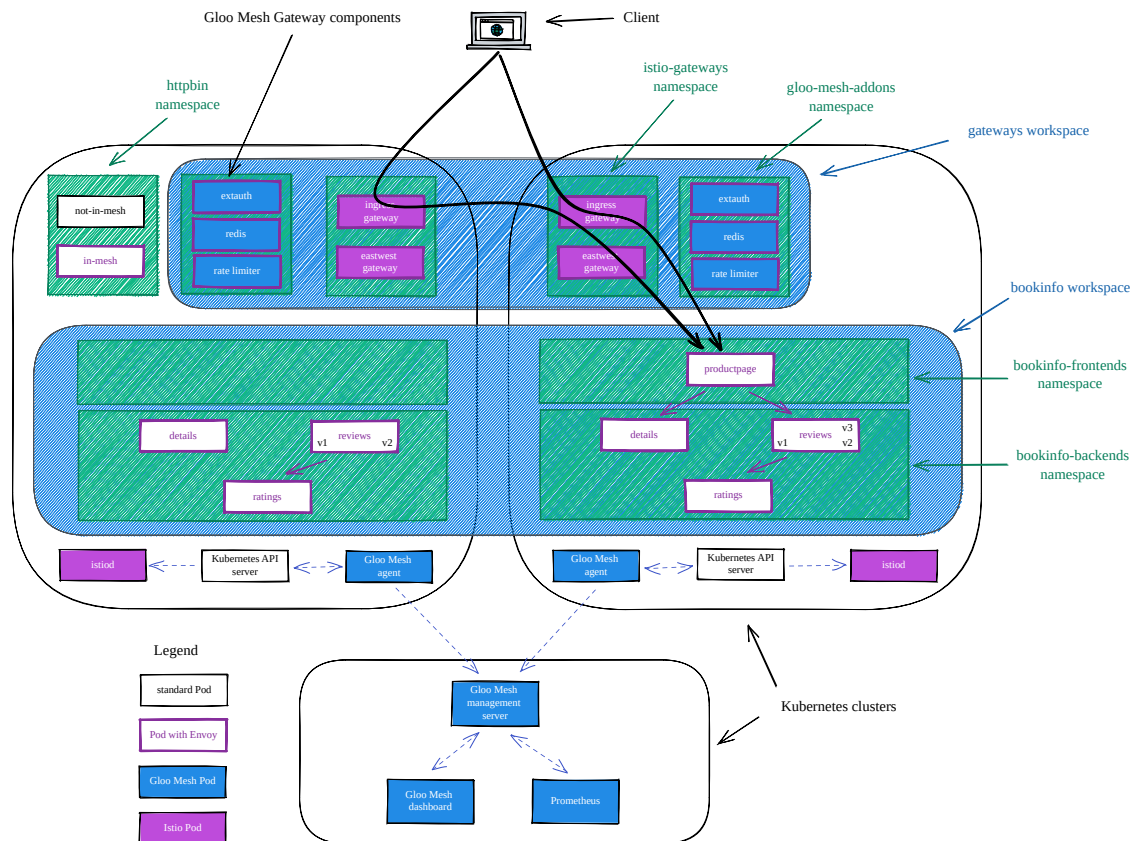 Gloo Mesh Gateway components
Client
httpbin
namespace
istio-gateways
namespace
gloo-mesh-addons
namespace
gateways workspace
not-in-mesh
in-mesh
extauth
redis
rate limiter
ingress
gateway
eastwest
gateway
ingress
gateway
eastwest
gateway
extauth
redis
rate limiter
bookinfo workspace
productpage
bookinfo-frontends
namespace
details
reviews
v1
v2
ratings
details
reviews
v1
v3
v2
ratings
bookinfo-backends
namespace
istiod
Kubernetes API
server
Gloo Mesh
agent
Gloo Mesh
agent
Kubernetes API
server
istiod
Legend
standard Pod
Pod with Envoy
Gloo Mesh Pod
Istio Pod
Gloo Mesh
management
server
Gloo Mesh
dashboard
Prometheus
Kubernetes clusters